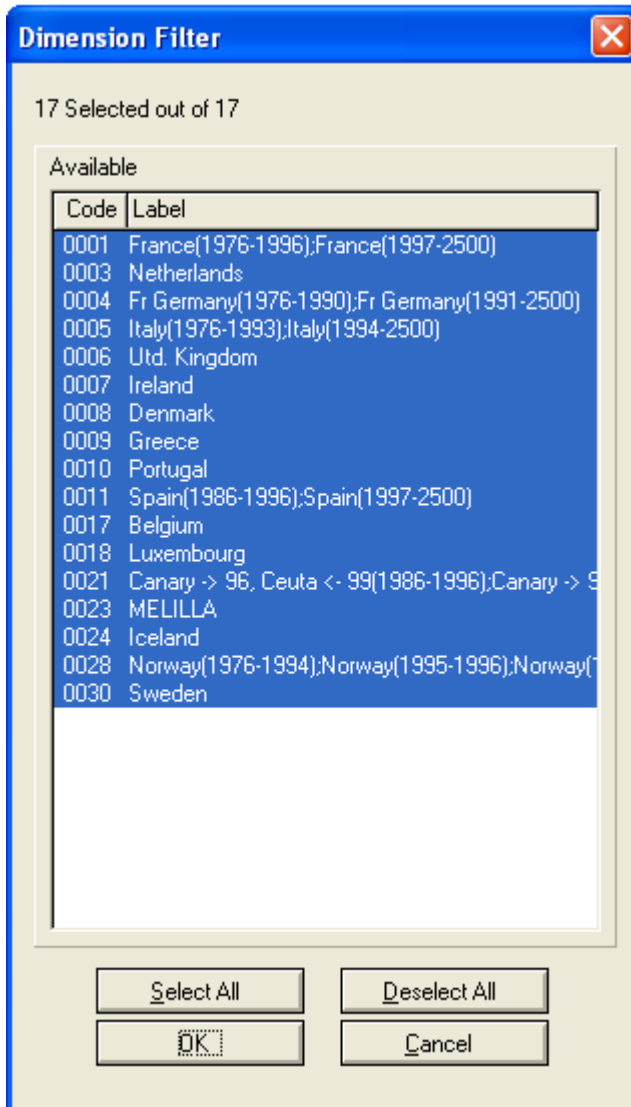 Dimension Filter
17 Selected out of 17
Available
Code Label
0001 France(1976-1996);France(1997-2500)
0003 Netherlands
0004 Fr Germany(1976-1990);Fr Germany(1991-2500)
0005 Italy(1976-1993);Italy(1994-2500)
0006 Utd. Kingdom
0007 Ireland
0008 Denmark
0009 Greece
0010 Portugal
0011 Spain(1986-1996);Spain(1997-2500)
0017 Belgium
0018 Luxembourg
0021 Canary -> 96, Ceuta <- 99(1986-1996);Canary -> 9
0023 MELILLA
0024 Iceland
0028 Norway(1976-1994);Norway(1995-1996);Norway(1
0030 Sweden
Select All Deselect All
OK Cancel